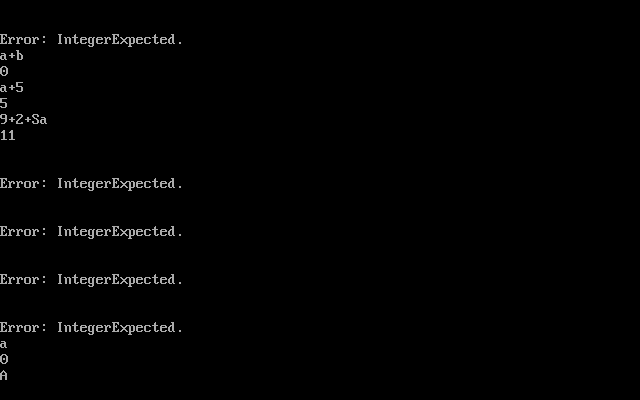 Error: IntegerExpected.
a+b
0
a+5
5
9+2+Sa
11
Error: IntegerExpected.
Error: IntegerExpected.
Error: IntegerExpected.
Error: IntegerExpected.
a
0
A